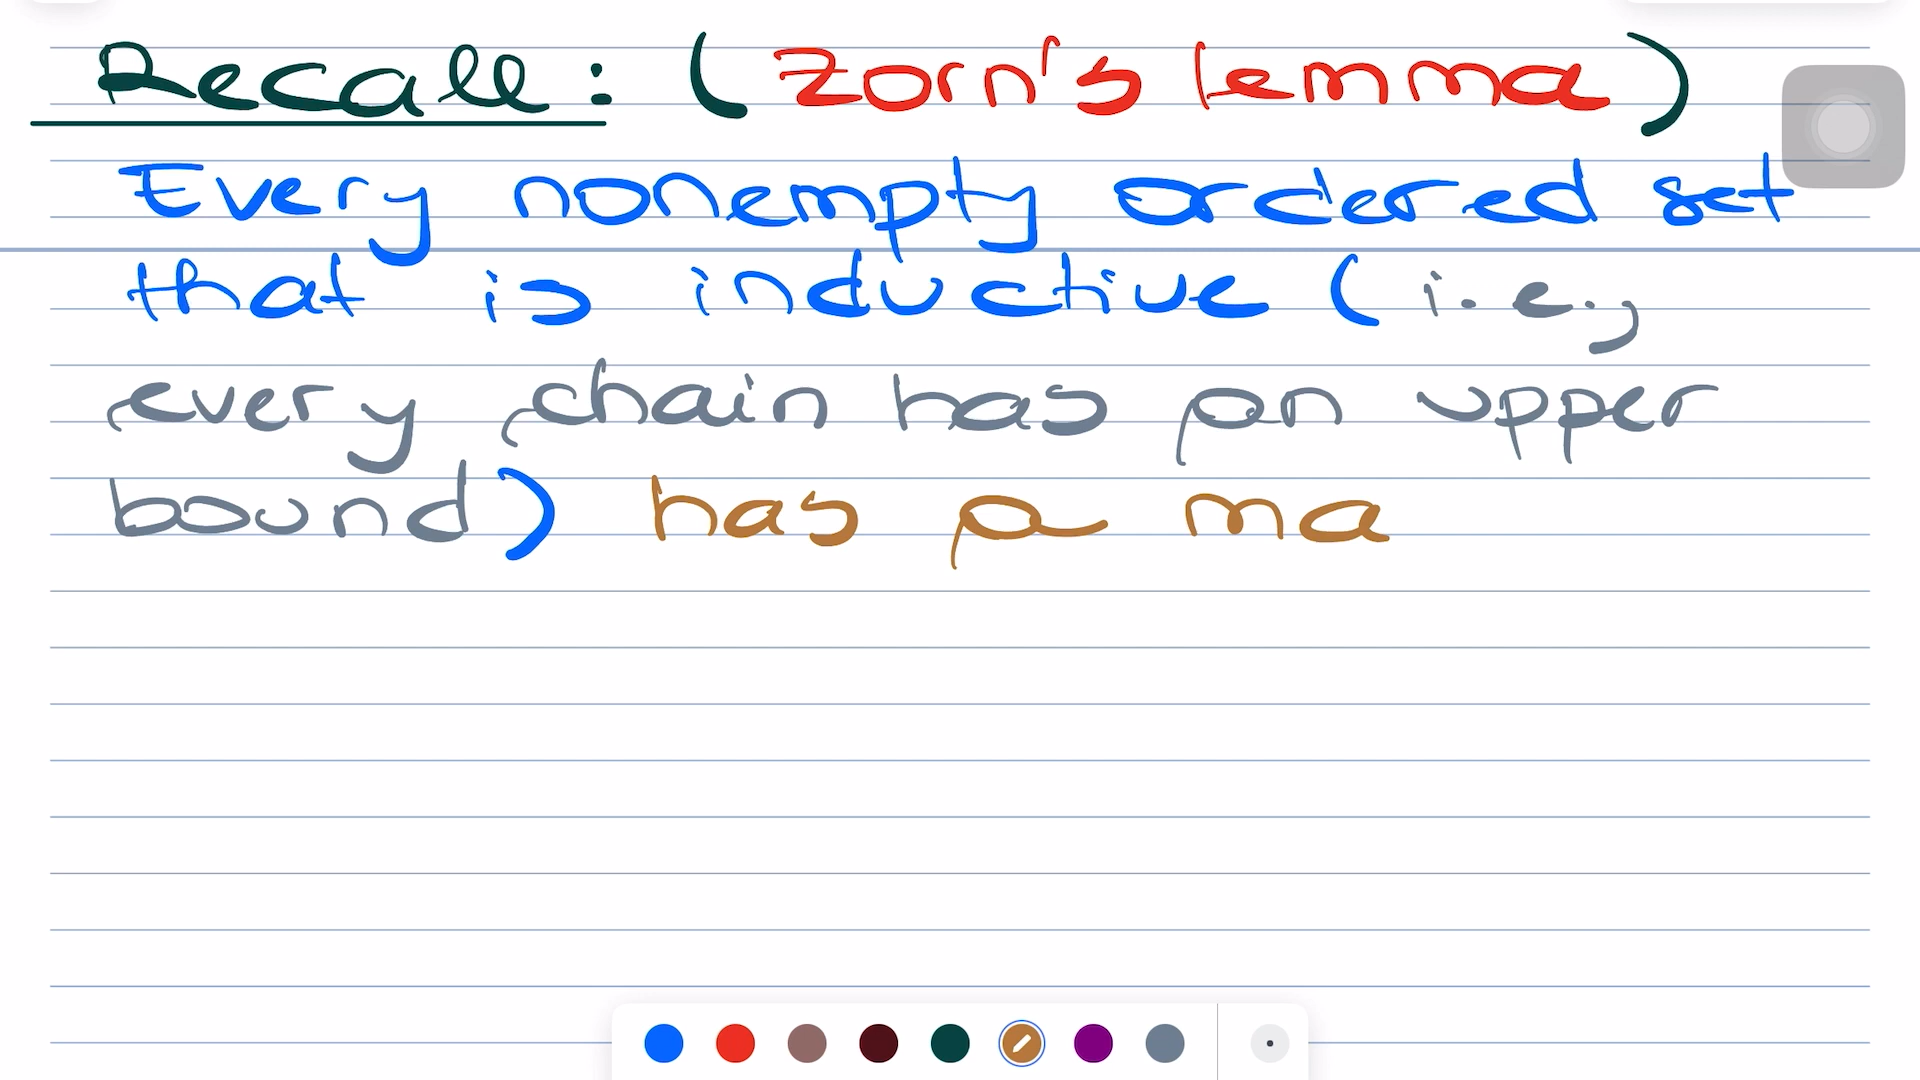 Recall: (Zorn's lemma)
Every nonempty ordered set
that is inductive (i.e.,
every chain has an upper
bound) has a ma